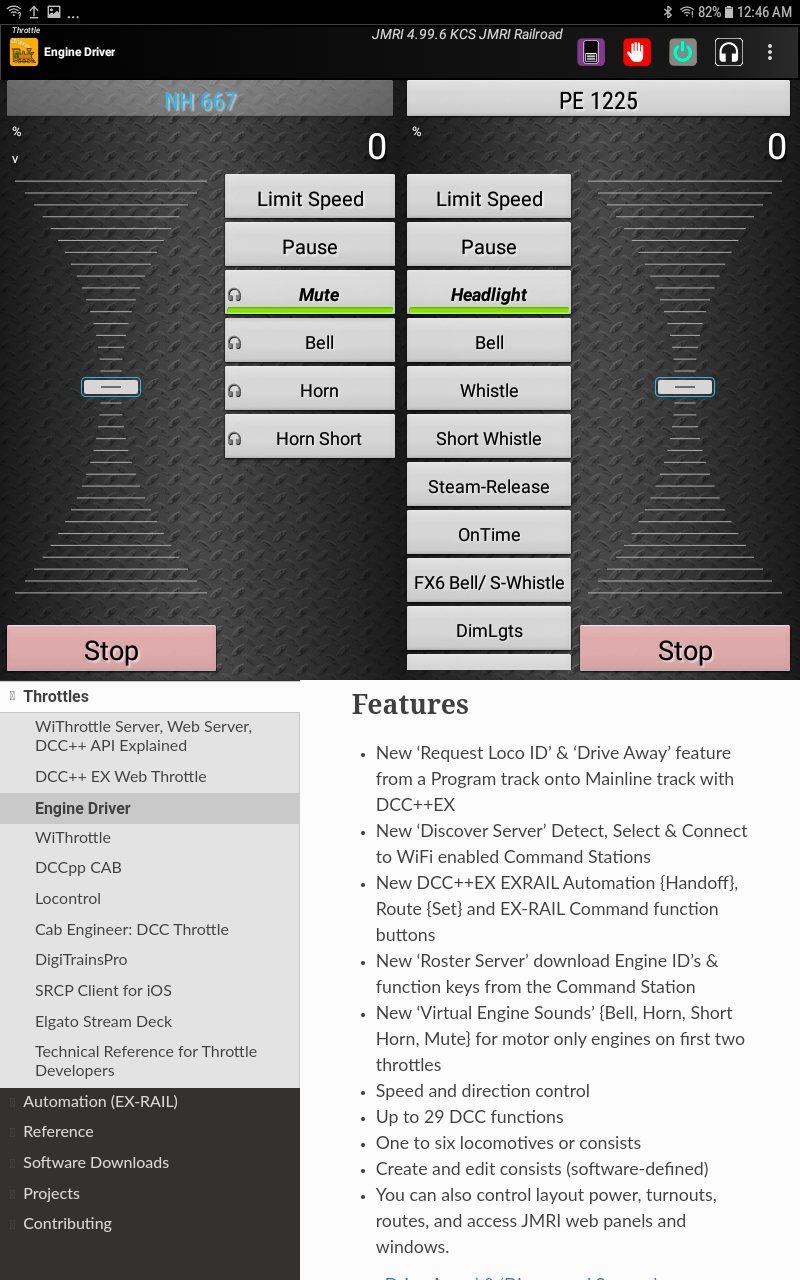 ... 82% 12:46 AM
Throttle
Engine Driver
JMRI 4.99.6 KCS JMRI Railroad
NH 667
PE 1225
%
v
0
%
0
Limit Speed
Pause
Mute
Bell
Horn
Horn Short
Limit Speed
Pause
Headlight
Bell
Whistle
Short Whistle
Steam-Release
OnTime
FX6 Bell/ S-Whistle
DimLgts
Stop
Stop
Throttles
WiThrottle Server, Web Server,
DCC++ API Explained
DCC++ EX Web Throttle
Engine Driver
WiThrottle
DCCpp CAB
Locontrol
Cab Engineer: DCC Throttle
DigiTrainsPro
SRCP Client for iOS
Elgato Stream Deck
Technical Reference for Throttle
Developers
Automation (EX-RAIL)
Reference
Software Downloads
Projects
Contributing
Features
• New ‘Request Loco ID’ & ‘Drive Away’ feature
from a Program track onto Mainline track with
DCC++EX
• New ‘Discover Server’ Detect, Select & Connect
to WiFi enabled Command Stations
• New DCC++EX EXRAIL Automation {Handoff},
Route {Set} and EX-RAIL Command function
buttons
• New ‘Roster Server’ download Engine ID’s &
function keys from the Command Station
• New ‘Virtual Engine Sounds’ {Bell, Horn, Short
Horn, Mute} for motor only engines on first two
throttles
• Speed and direction control
• Up to 29 DCC functions
• One to six locomotives or consists
• Create and edit consists (software-defined)
• You can also control layout power, turnouts,
routes, and access JMRI web panels and
windows.